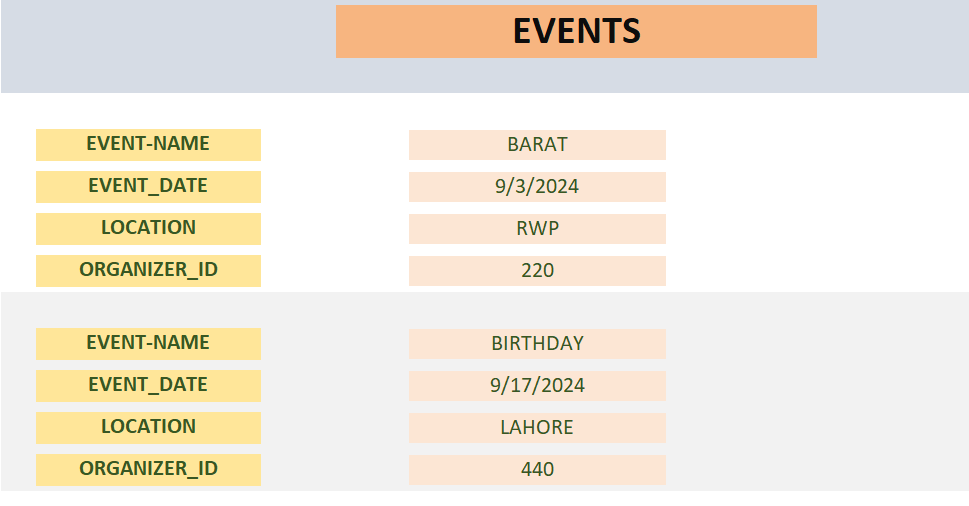 EVENTS
EVENT-NAME BARAT
EVENT_DATE 9/3/2024
LOCATION RWP
ORGANIZER_ID 220
EVENT-NAME BIRTHDAY
EVENT_DATE 9/17/2024
LOCATION LAHORE
ORGANIZER_ID 440